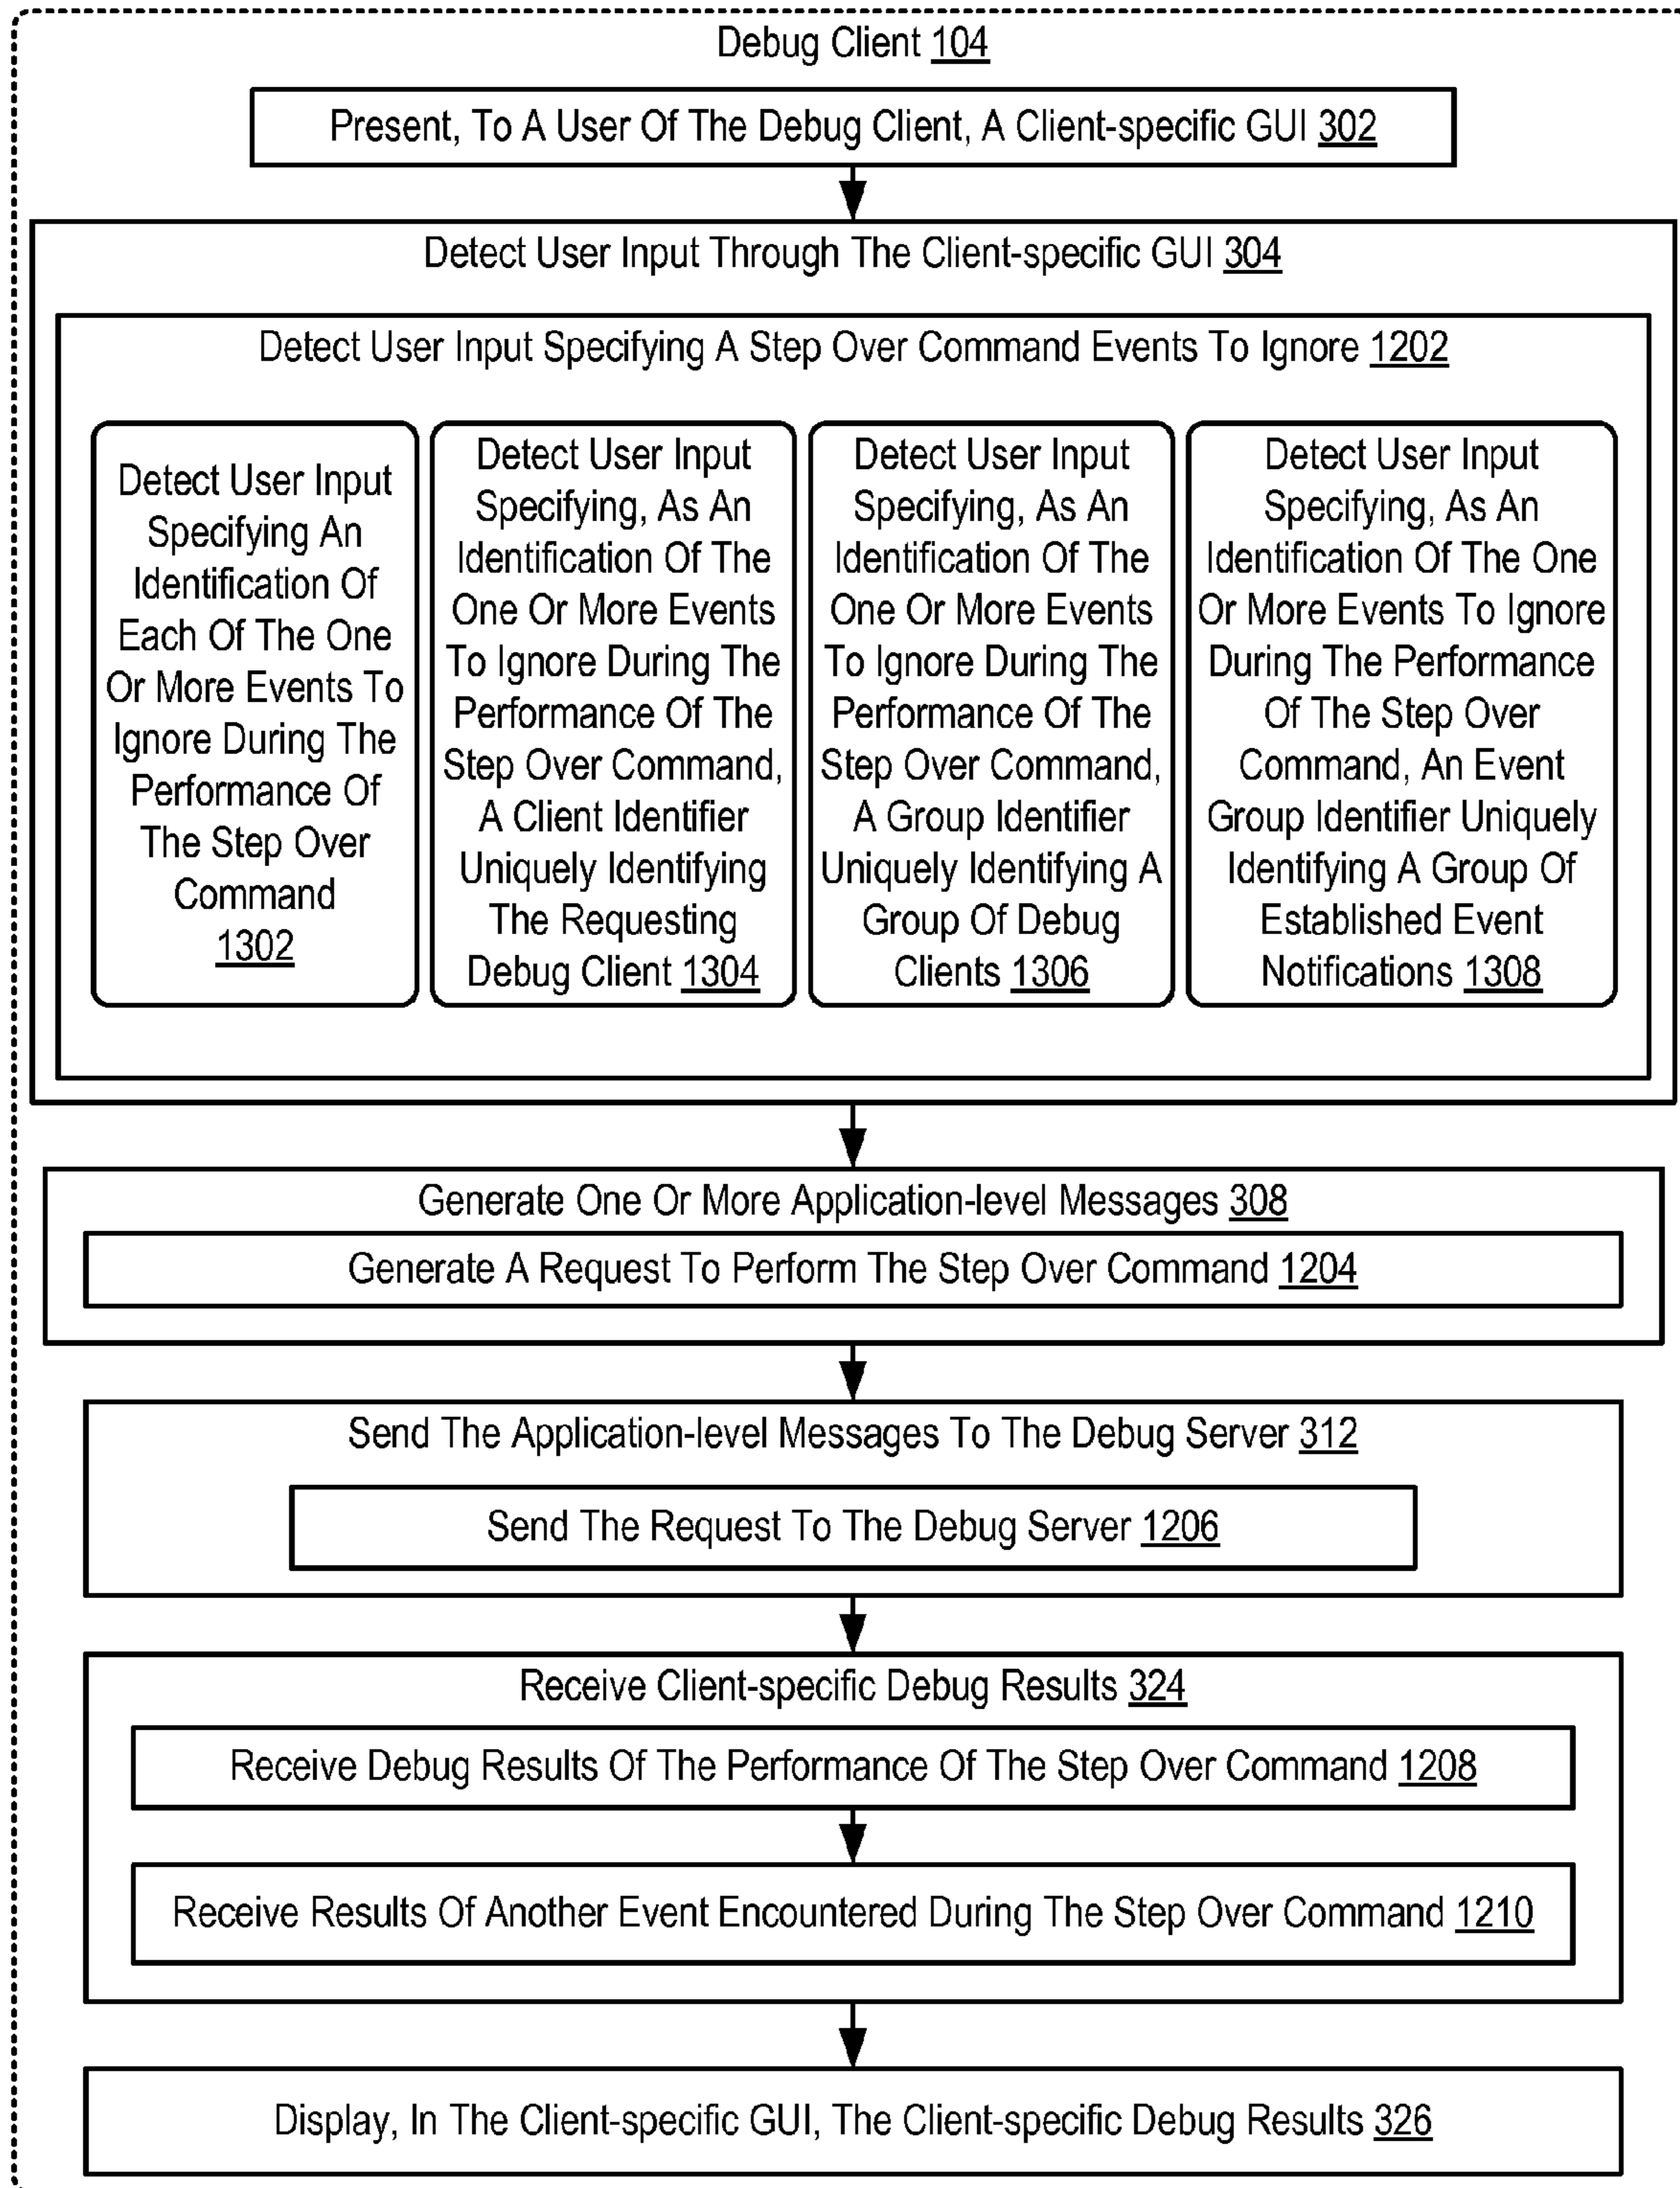 Debug Client 104
Present, To A User Of The Debug Client, A Client-specific GUI 302
Detect User Input Through The Client-specific GUI 304
Detect User Input Specifying A Step Over Command Events To Ignore 1202
Detect User Input
Specifying An
Identification Of
Each Of The One
Or More Events To
Ignore During The
Performance Of
The Step Over
Command
1302
Detect User Input
Specifying, As An
Identification Of The
One Or More Events
To Ignore During The
Performance Of The
Step Over Command,
A Client Identifier
Uniquely Identifying
The Requesting
Debug Client 1304
Detect User Input
Specifying, As An
Identification Of The
One Or More Events
To Ignore During The
Performance Of The
Step Over Command,
A Group Identifier
Uniquely Identifying A
Group Of Debug
Clients 1306
Detect User Input
Specifying, As An
Identification Of The One
Or More Events To Ignore
During The Performance
Of The Step Over
Command, An Event
Group Identifier Uniquely
Identifying A Group Of
Established Event
Notifications 1308
Generate One Or More Application-level Messages 308
Generate A Request To Perform The Step Over Command 1204
Send The Application-level Messages To The Debug Server 312
Send The Request To The Debug Server 1206
Receive Client-specific Debug Results 324
Receive Debug Results Of The Performance Of The Step Over Command 1208
Receive Results Of Another Event Encountered During The Step Over Command 1210
Display, In The Client-specific GUI, The Client-specific Debug Results 326